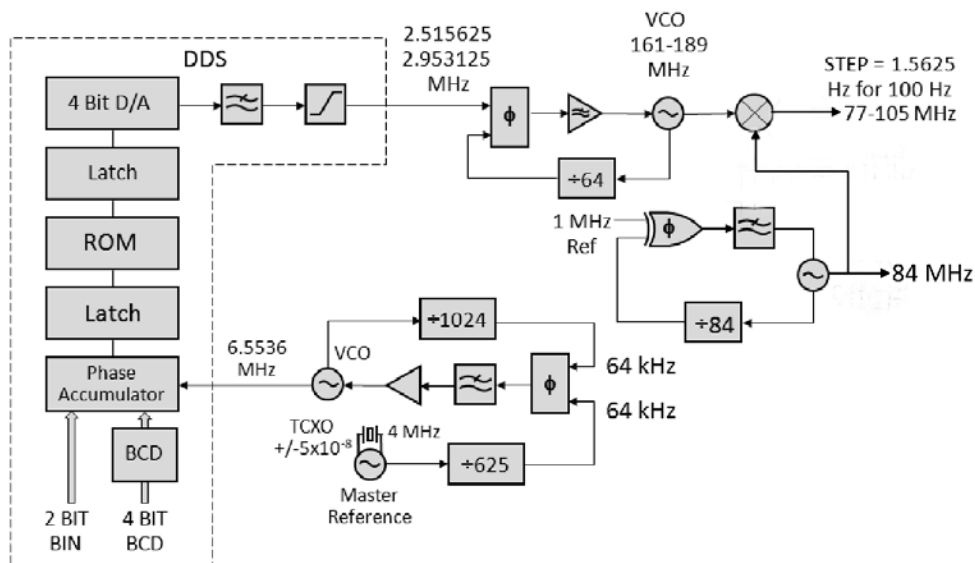 DDS
4 Bit D/A
Latch
ROM
Latch
Phase
Accumulator
BCD
2 BIT
BIN
4 BIT
BCD
2.515625
2.953125
MHz
ϕ
VCO
161-189
MHz
÷64
STEP = 1.5625
Hz for 100 Hz
77-105 MHz
1 MHz
Ref
ϕ
84 MHz
÷84
6.5536
MHz
VCO
÷1024
ϕ
64 kHz
64 kHz
TCXO
+/-5x10⁻⁸
4 MHz
÷625
Master
Reference